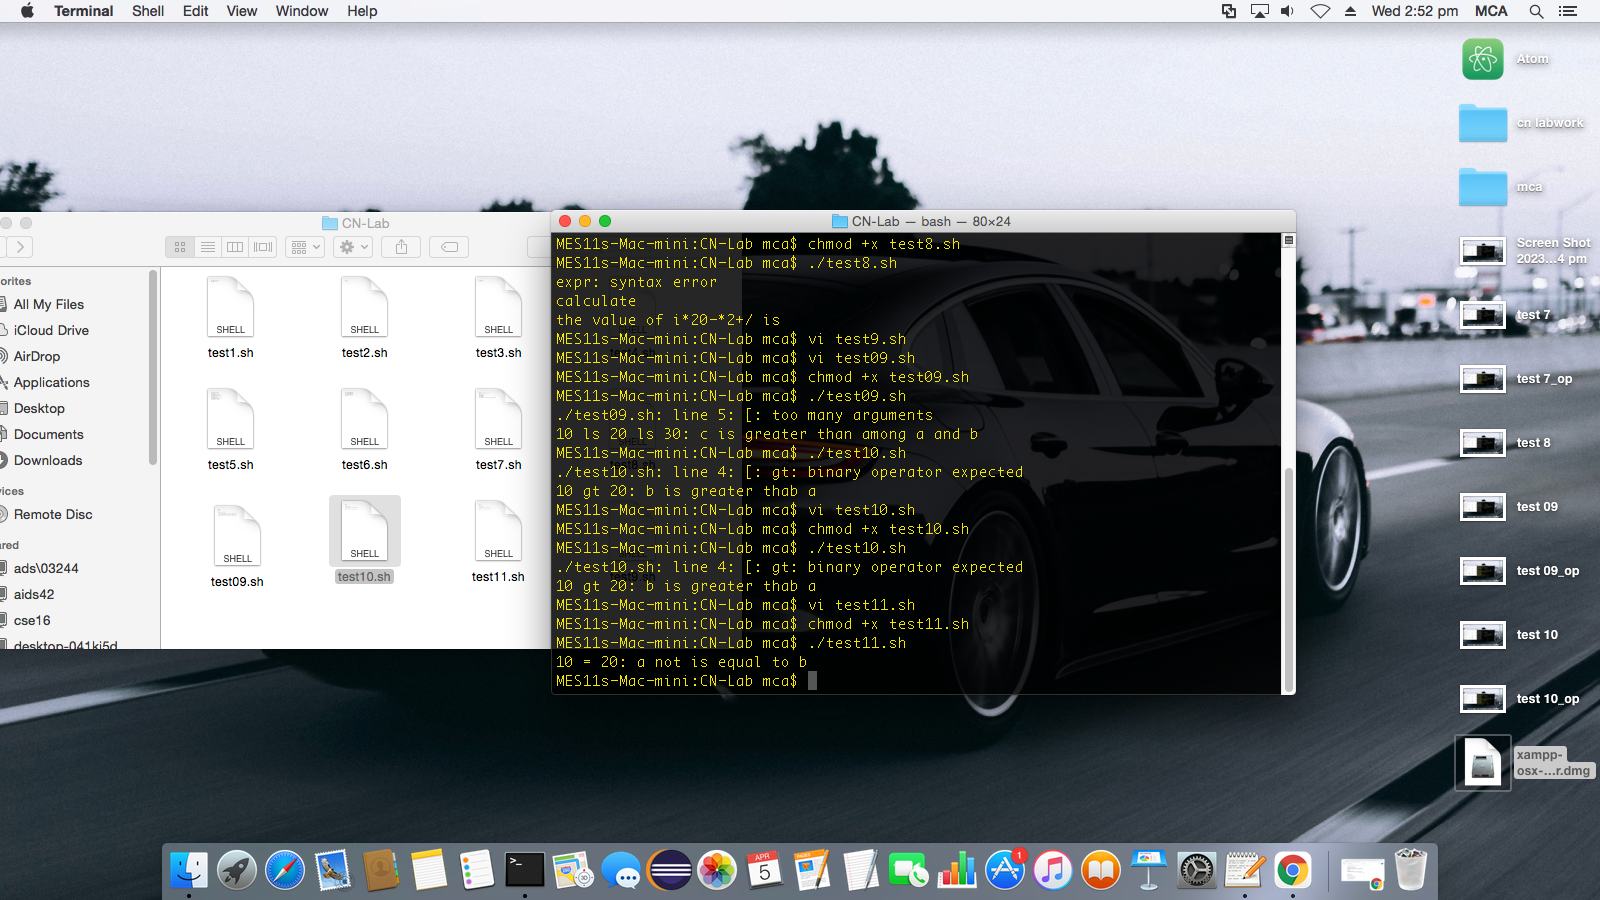 Terminal Shell Edit View Window Help
Wed 2:52 pm MCA
Atom
cn labwork
mca
Screen Shot
2023...4 pm
test 7
test 7_op
test 8
test 09
test 09_op
test 10
test 10_op
xampp-
osx-...r.dmg
CN-Lab
orites
All My Files
iCloud Drive
AirDrop
Applications
Desktop
Documents
Downloads
vices
Remote Disc
ared
ads\03244
aids42
cse16
desktop-041ki5d
SHELL SHELL SHELL
test1.sh test2.sh test3.sh
SHELL SHELL SHELL
test5.sh test6.sh test7.sh
SHELL SHELL SHELL
test09.sh test10.sh test11.sh
CN-Lab — bash — 80×24
MES11s-Mac-mini:CN-Lab mca$ chmod +x test8.sh
MES11s-Mac-mini:CN-Lab mca$ ./test8.sh
expr: syntax error
calculate
the value of i*20-*2+/ is
MES11s-Mac-mini:CN-Lab mca$ vi test9.sh
MES11s-Mac-mini:CN-Lab mca$ vi test09.sh
MES11s-Mac-mini:CN-Lab mca$ chmod +x test09.sh
MES11s-Mac-mini:CN-Lab mca$ ./test09.sh
./test09.sh: line 5: [: too many arguments
10 ls 20 ls 30: c is greater than among a and b
MES11s-Mac-mini:CN-Lab mca$ ./test10.sh
./test10.sh: line 4: [: gt: binary operator expected
10 gt 20: b is greater thab a
MES11s-Mac-mini:CN-Lab mca$ vi test10.sh
MES11s-Mac-mini:CN-Lab mca$ chmod +x test10.sh
MES11s-Mac-mini:CN-Lab mca$ ./test10.sh
./test10.sh: line 4: [: gt: binary operator expected
10 gt 20: b is greater thab a
MES11s-Mac-mini:CN-Lab mca$ vi test11.sh
MES11s-Mac-mini:CN-Lab mca$ chmod +x test11.sh
MES11s-Mac-mini:CN-Lab mca$ ./test11.sh
10 = 20: a not is equal to b
MES11s-Mac-mini:CN-Lab mca$
APR
5
1